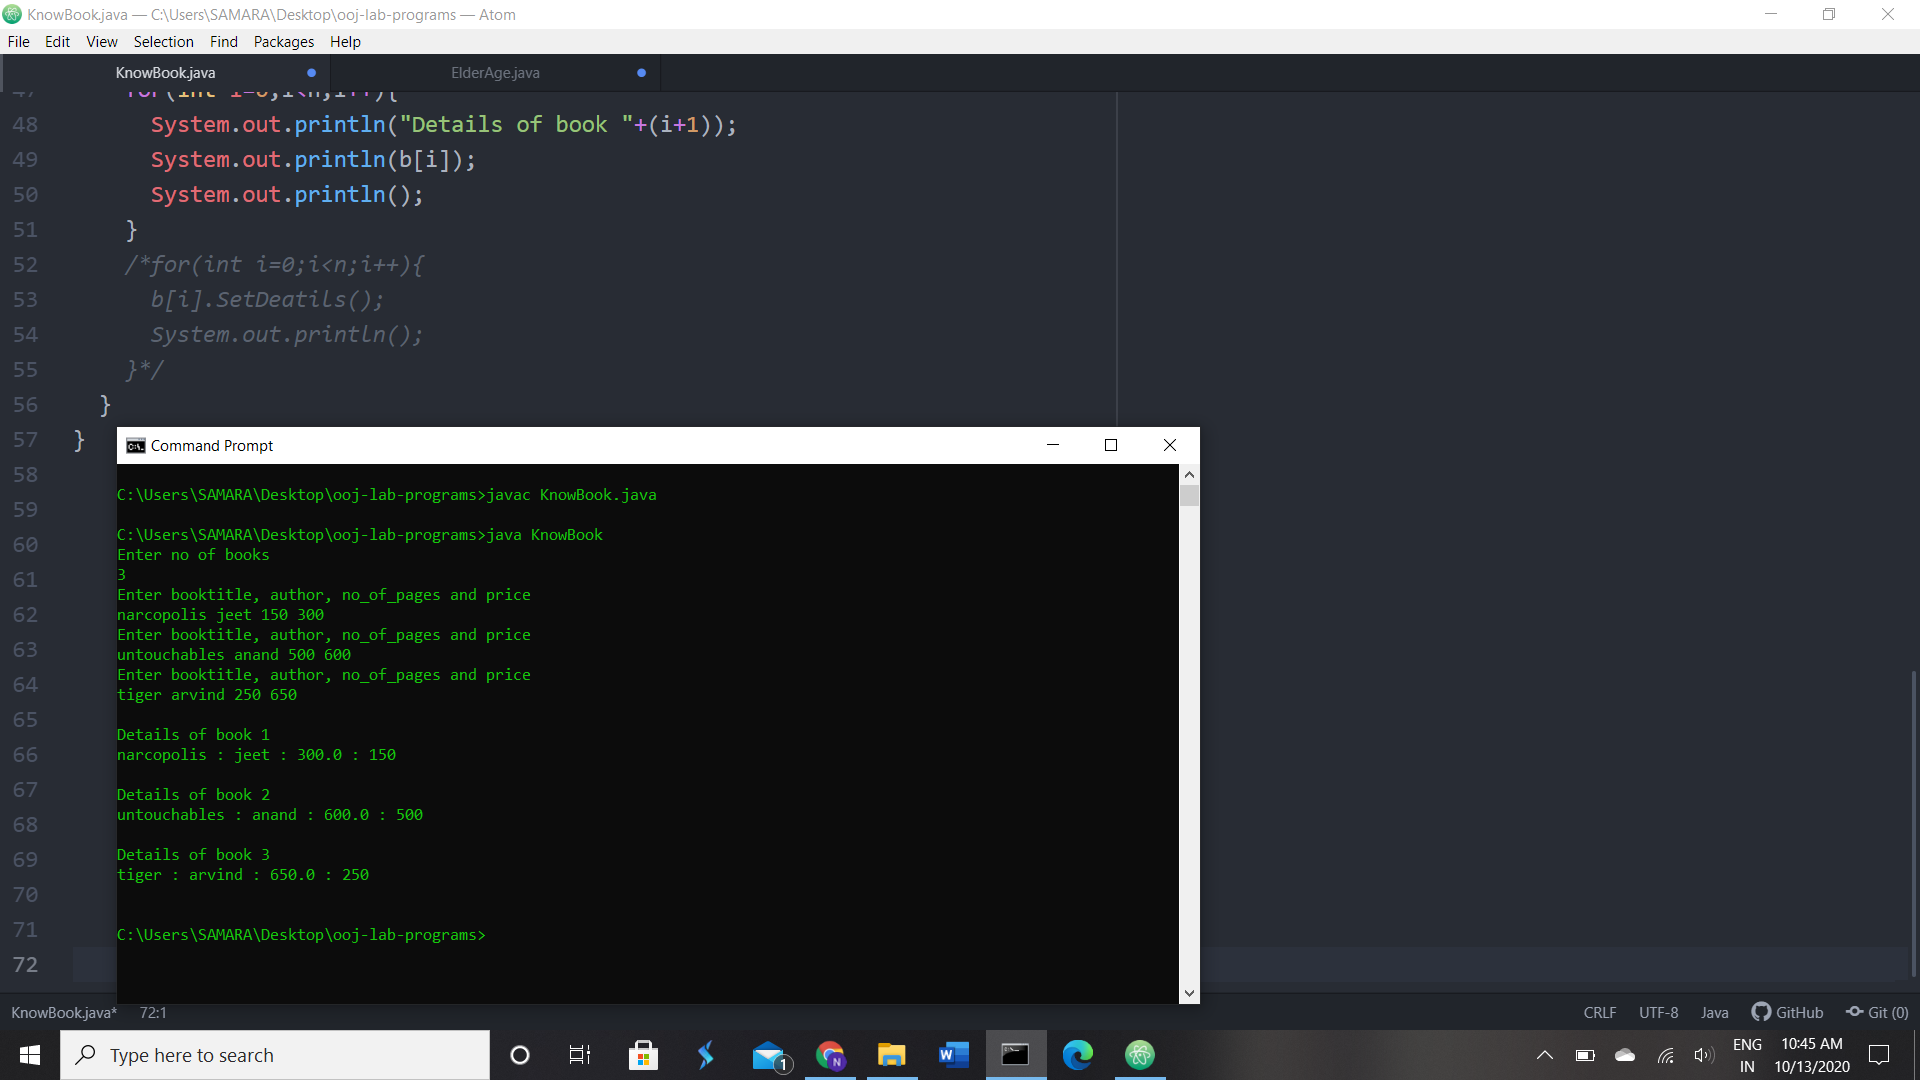 KnowBook.java — C:\Users\SAMARA\Desktop\ooj-lab-programs — Atom
File Edit View Selection Find Packages Help
KnowBook.java ElderAge.java
47 for(int i=0;i<n;i++){
48 System.out.println("Details of book "+(i+1));
49 System.out.println(b[i]);
50 System.out.println();
51 }
52 /*for(int i=0;i<n;i++){
53 b[i].SetDeatils();
54 System.out.println();
55 }*/
56 }
57 }
58
59
60
61
62
63
64
65
66
67
68
69
70
71
72
Command Prompt
C:\Users\SAMARA\Desktop\ooj-lab-programs>javac KnowBook.java
C:\Users\SAMARA\Desktop\ooj-lab-programs>java KnowBook
Enter no of books
3
Enter booktitle, author, no_of_pages and price
narcopolis jeet 150 300
Enter booktitle, author, no_of_pages and price
untouchables anand 500 600
Enter booktitle, author, no_of_pages and price
tiger arvind 250 650
Details of book 1
narcopolis : jeet : 300.0 : 150
Details of book 2
untouchables : anand : 600.0 : 500
Details of book 3
tiger : arvind : 650.0 : 250
C:\Users\SAMARA\Desktop\ooj-lab-programs>
KnowBook.java* 72:1 CRLF UTF-8 Java GitHub Git (0)
Type here to search
1
N
W
ENG
IN
10:45 AM
10/13/2020